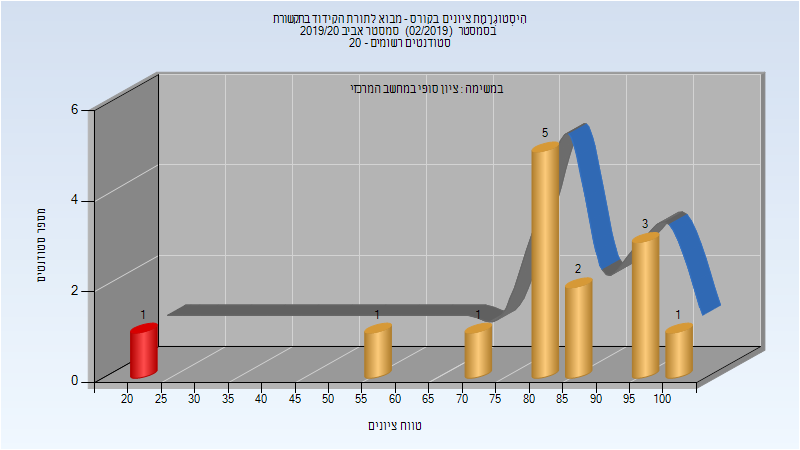 היסטוגרמת ציונים בקורס - מבוא לתורת הקידוד בתקשורת
בסמסטר (02/2019) סמסטר אביב 2019/20
סטודנטים רשומים - 20
במשימה : ציון סופי במחשב המרכזי
מספר סטודנטים
6
4
2
0
1
1
1
5
2
3
1
20 25 30 35 40 45 50 55 60 65 70 75 80 85 90 95 100
טווח ציונים